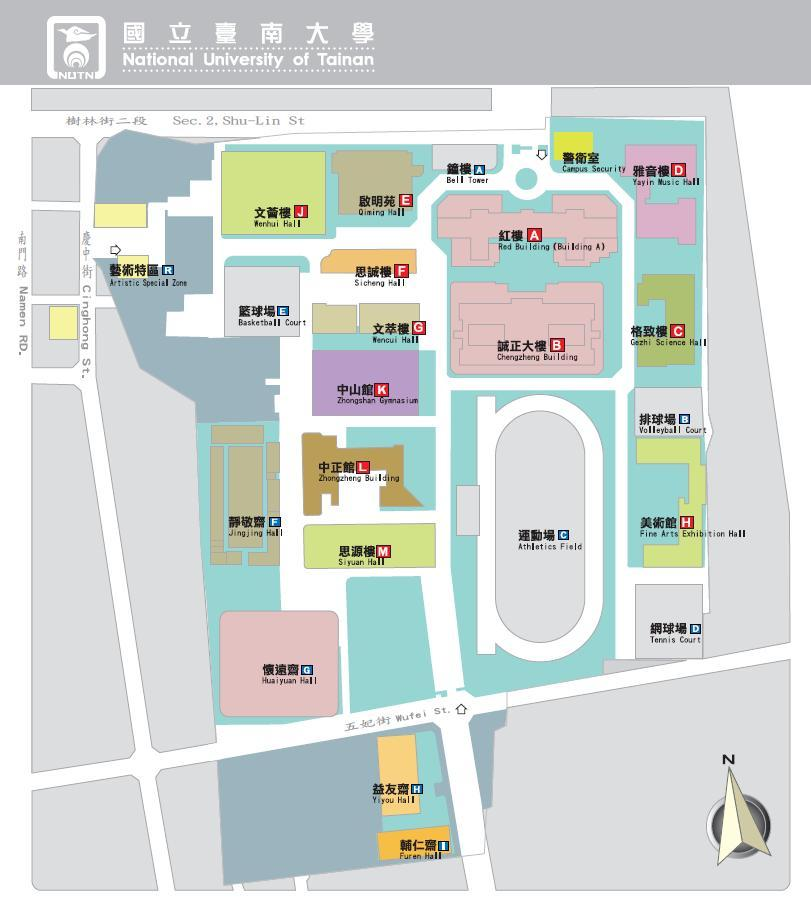 國立臺南大學
National University of Tainan
NUTN
樹林街二段 Sec.2,Shu-Lin St
鐘樓 A
Bell Tower
警衛室
Campus Security
雅音樓 D
Yayin Music Hall
文薈樓 J
Wenhui Hall
啟明苑 E
Qiming Hall
紅樓 A
Red Building (Building A)
南門路 Namen RD.
慶中街 Cinghong St.
藝術特區 R
Artistic Special Zone
思誠樓 F
Sicheng Hall
籃球場 E
Basketball Court
文萃樓 G
Wencui Hall
誠正大樓 B
Chengzheng Building
格致樓 C
Gezhi Science Hall
中山館 K
Zhongshan Gymnasium
排球場 B
Volleyball Court
中正館 L
Zhongzheng Building
靜敬齋 F
Jingjing Hall
思源樓 M
Siyuan Hall
運動場 C
Athletics Field
美術館 H
Fine Arts Exhibition Hall
網球場 D
Tennis Court
懷遠齋 G
Huaiyuan Hall
五妃街 Wufei St.
益友齋 H
Yiyou Hall
輔仁齋 I
Furen Hall
N